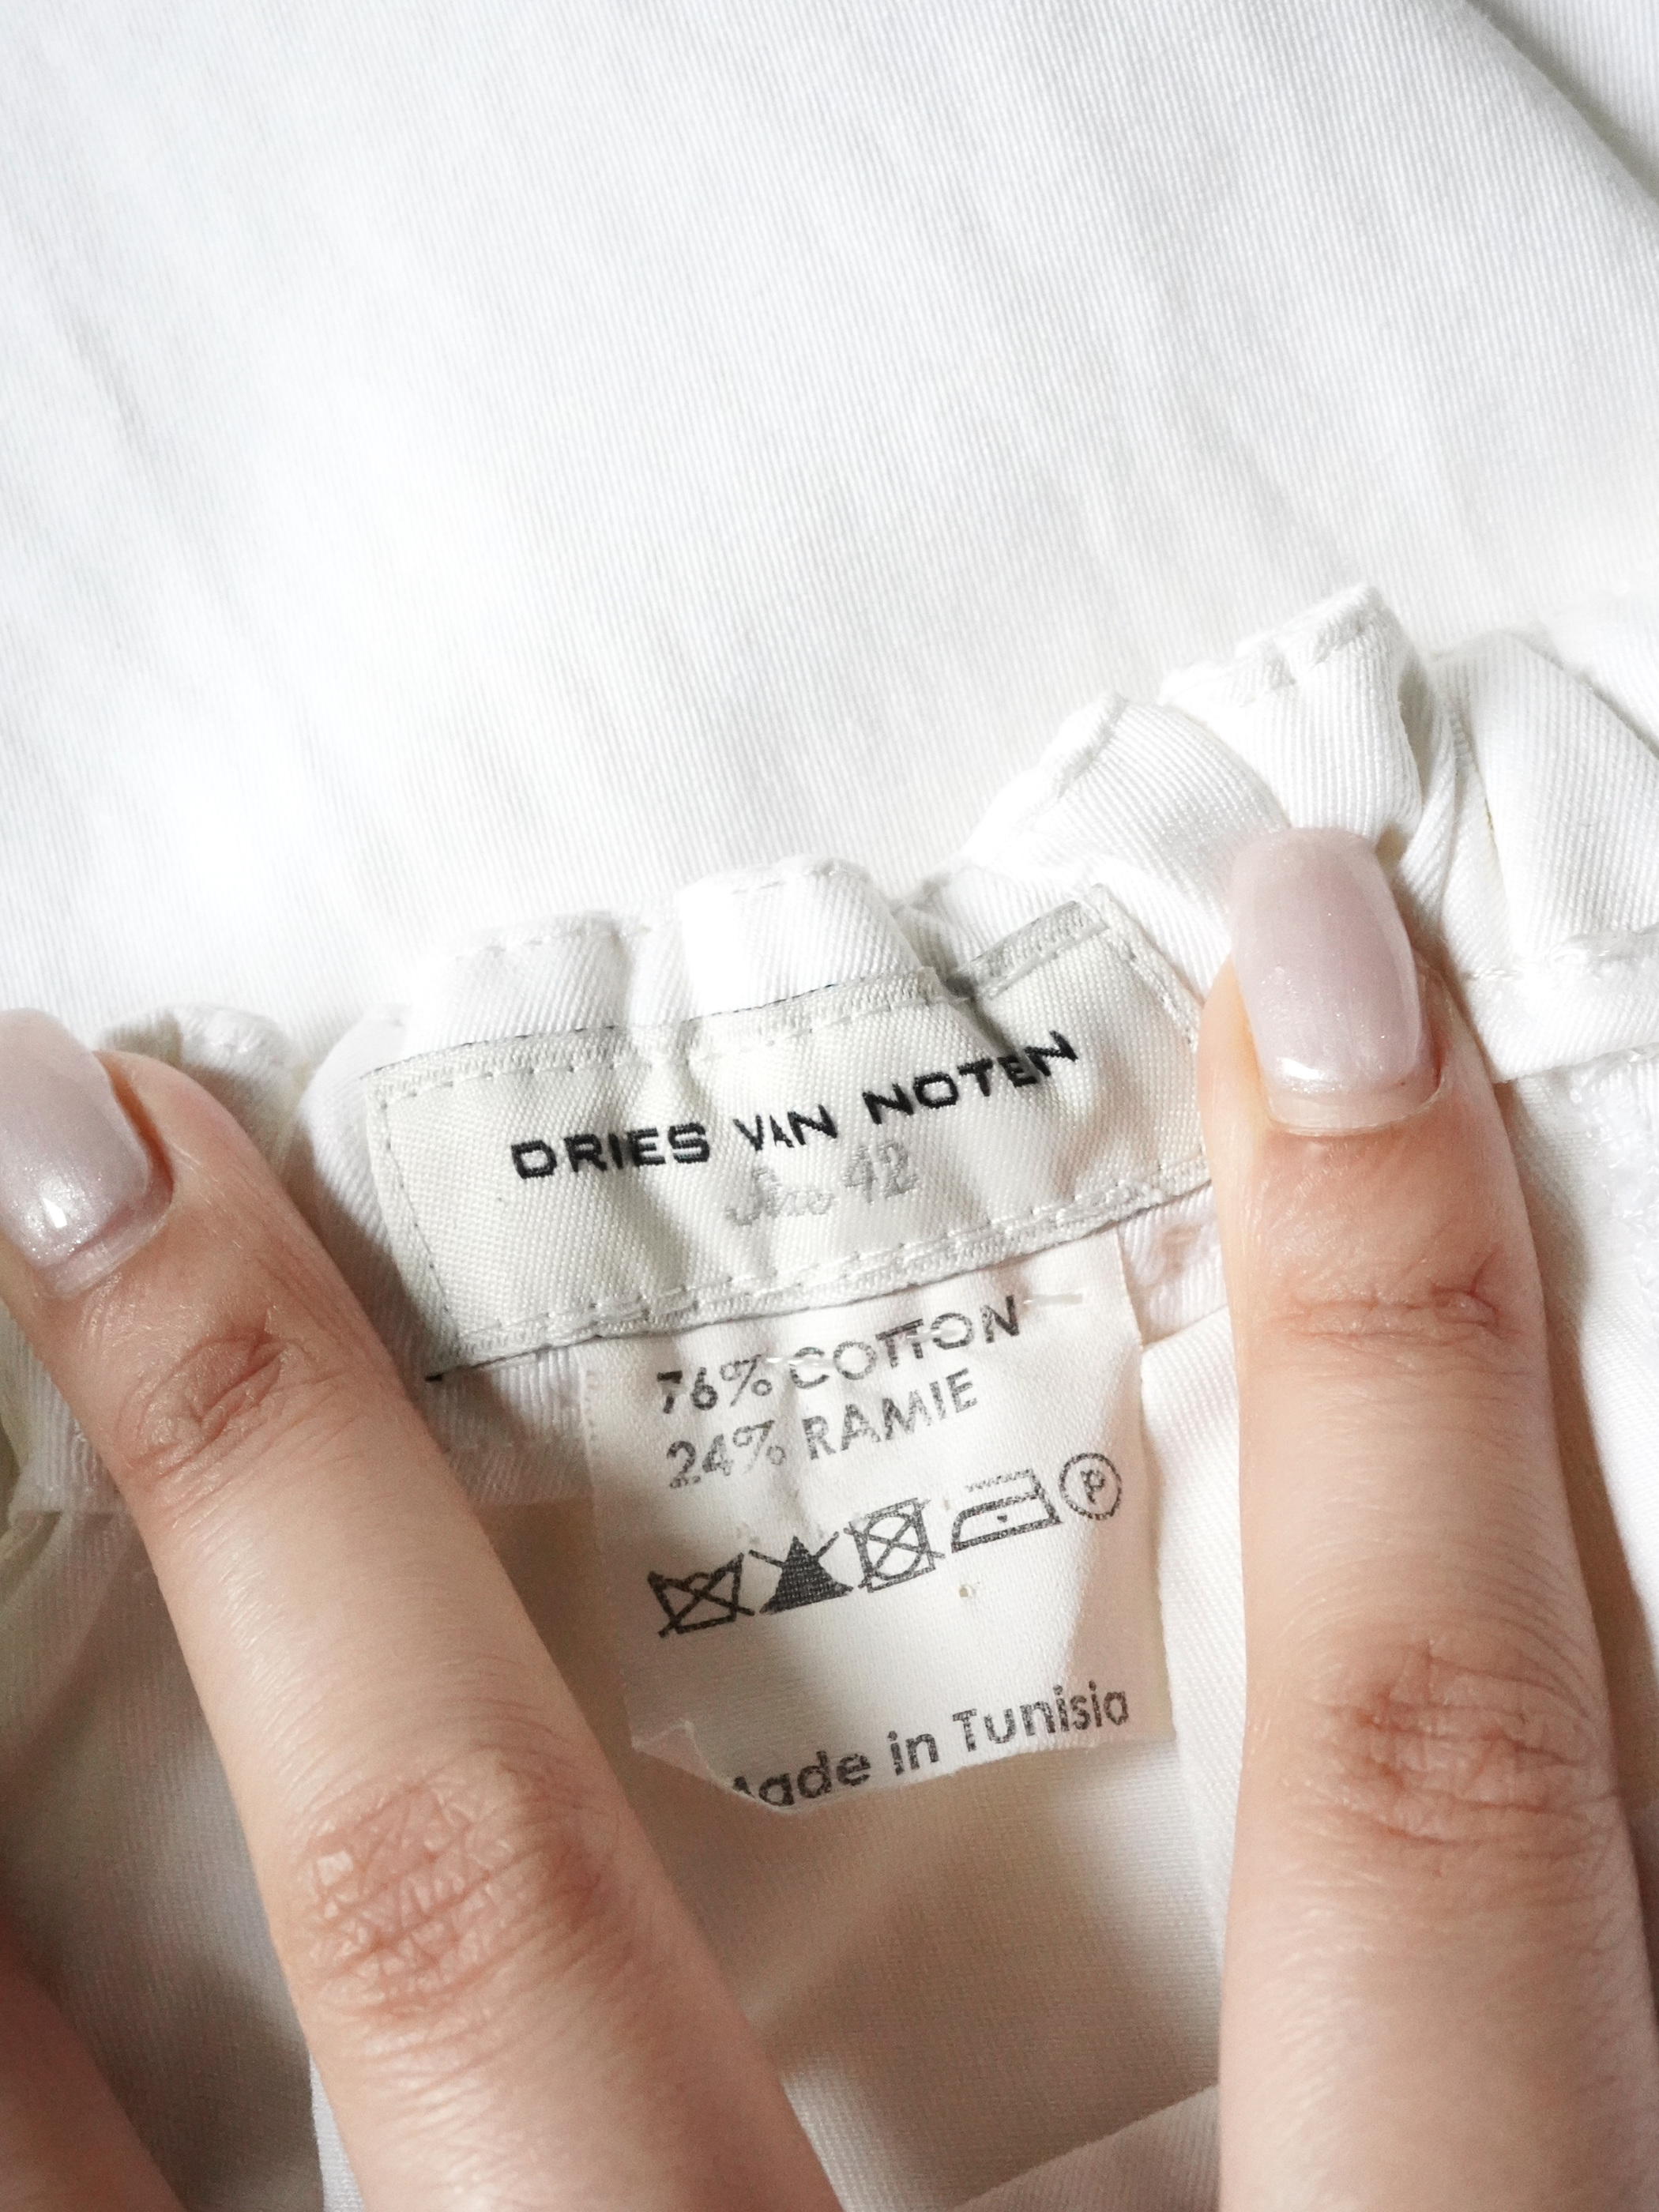 DRIES VAN NOTEN
Size 42
76% COTTON
24% RAMIE
P
Made in Tunisia